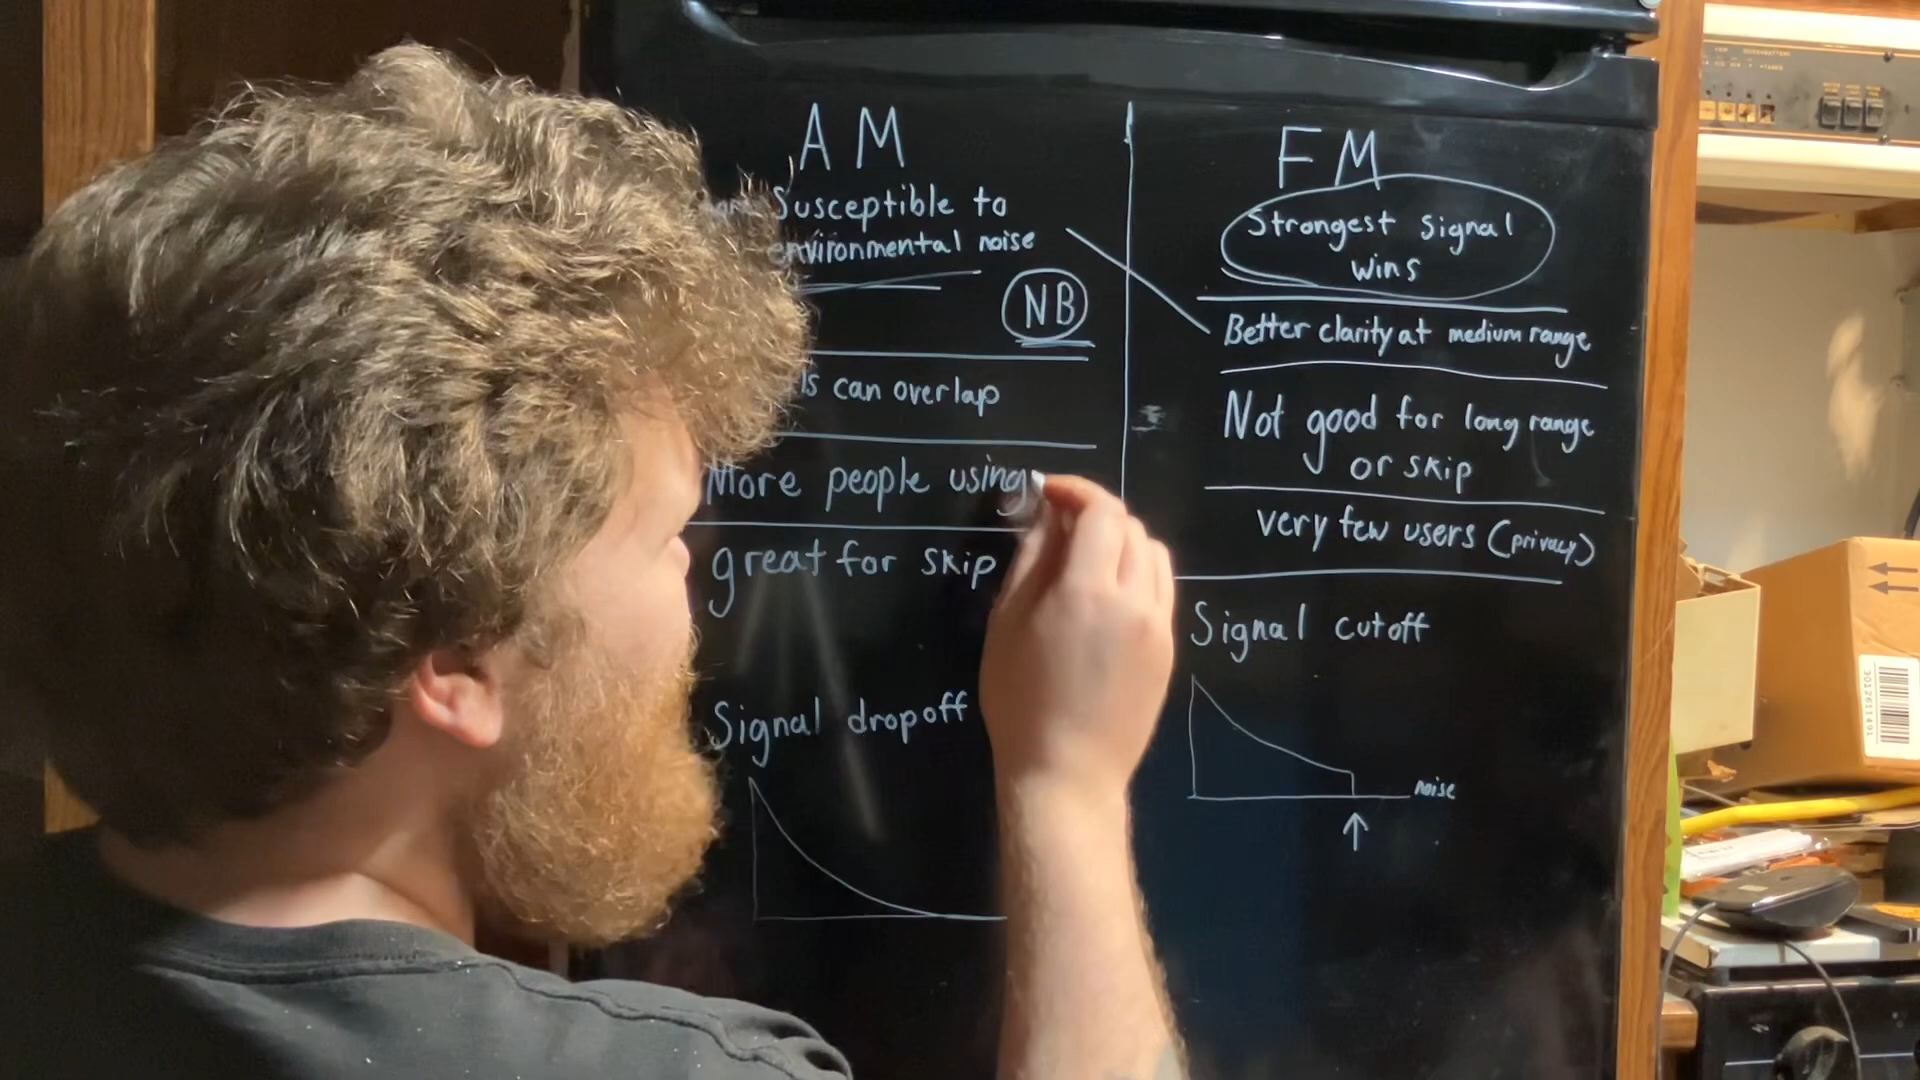 AM
Susceptible to
environmental noise
NB
can overlap
More people using
great for skip
Signal dropoff
FM
Strongest signal
wins
Better clarity at medium range
Not good for long range
or skip
very few users (privacy)
Signal cutoff
noise
3012611491